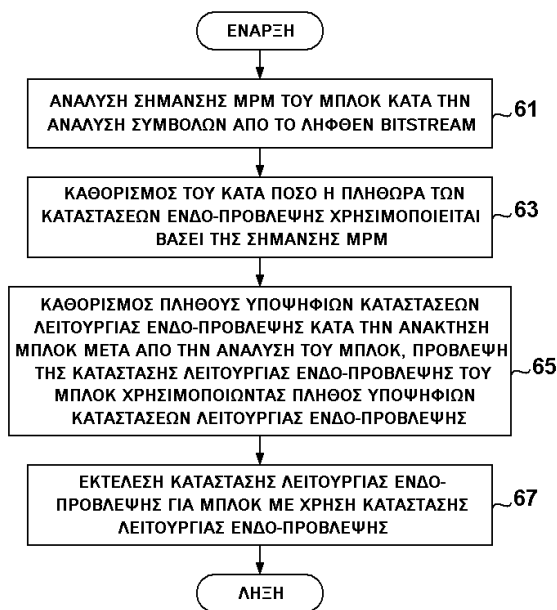 ΕΝΑΡΞΗ
ΑΝΑΛΥΣΗ ΣΗΜΑΝΣΗΣ MPM ΤΟΥ ΜΠΛΟΚ ΚΑΤΑ ΤΗΝ
ΑΝΑΛΥΣΗ ΣΥΜΒΟΛΩΝ ΑΠΟ ΤΟ ΛΗΦΘΕΝ BITSTREAM
61
ΚΑΘΟΡΙΣΜΟΣ ΤΟΥ ΚΑΤΑ ΠΟΣΟ Η ΠΛΗΘΩΡΑ ΤΩΝ
ΚΑΤΑΣΤΑΣΕΩΝ ΕΝΔΟ-ΠΡΟΒΛΕΨΗΣ ΧΡΗΣΙΜΟΠΟΙΕΙΤΑΙ
ΒΑΣΕΙ ΤΗΣ ΣΗΜΑΝΣΗΣ MPM
63
ΚΑΘΟΡΙΣΜΟΣ ΠΛΗΘΟΥΣ ΥΠΟΨΗΦΙΩΝ ΚΑΤΑΣΤΑΣΕΩΝ
ΛΕΙΤΟΥΡΓΙΑΣ ΕΝΔΟ-ΠΡΟΒΛΕΨΗΣ ΚΑΤΑ ΤΗΝ ΑΝΑΚΤΗΣΗ
ΜΠΛΟΚ ΜΕΤΑ ΑΠΟ ΤΗΝ ΑΝΑΛΥΣΗ ΤΟΥ ΜΠΛΟΚ, ΠΡΟΒΛΕΨΗ
ΤΗΣ ΚΑΤΑΣΤΑΣΗΣ ΛΕΙΤΟΥΡΓΙΑΣ ΕΝΔΟ-ΠΡΟΒΛΕΨΗΣ ΤΟΥ
ΜΠΛΟΚ ΧΡΗΣΙΜΟΠΟΙΩΝΤΑΣ ΠΛΗΘΟΣ ΥΠΟΨΗΦΙΩΝ
ΚΑΤΑΣΤΑΣΕΩΝ ΛΕΙΤΟΥΡΓΙΑΣ ΕΝΔΟ-ΠΡΟΒΛΕΨΗΣ
65
ΕΚΤΕΛΕΣΗ ΚΑΤΑΣΤΑΣΗΣ ΛΕΙΤΟΥΡΓΙΑΣ ΕΝΔΟ-
ΠΡΟΒΛΕΨΗΣ ΓΙΑ ΜΠΛΟΚ ΜΕ ΧΡΗΣΗ ΚΑΤΑΣΤΑΣΗΣ
ΛΕΙΤΟΥΡΓΙΑΣ ΕΝΔΟ-ΠΡΟΒΛΕΨΗΣ
67
ΛΗΞΗ